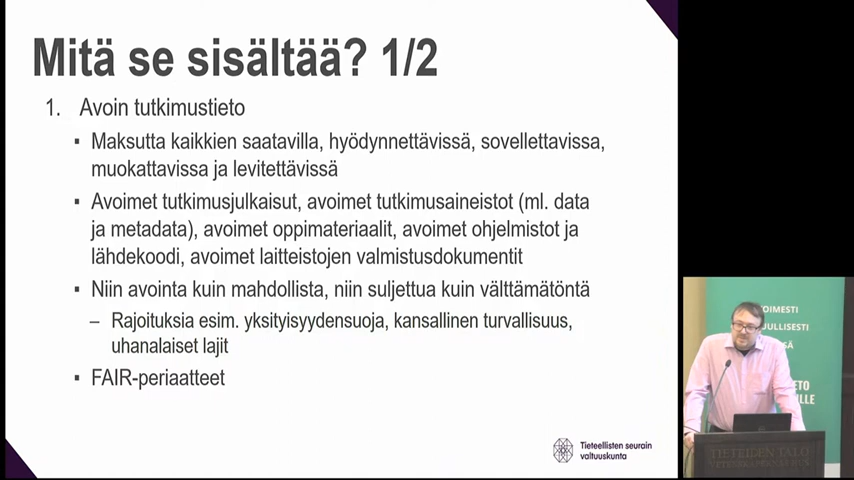 Mitä se sisältää? 1/2
1. Avoin tutkimustieto
▪ Maksutta kaikkien saatavilla, hyödynnettävissä, sovellettavissa,
muokattavissa ja levitettävissä
▪ Avoimet tutkimusjulkaisut, avoimet tutkimusaineistot (ml. data
ja metadata), avoimet oppimateriaalit, avoimet ohjelmistot ja
lähdekoodi, avoimet laitteistojen valmistusdokumentit
▪ Niin avointa kuin mahdollista, niin suljettua kuin välttämätöntä
– Rajoituksia esim. yksityisyydensuoja, kansallinen turvallisuus,
uhanalaiset lajit
▪ FAIR-periaatteet
Tieteellisten seurain
valtuuskunta
TIETEIDEN TALO